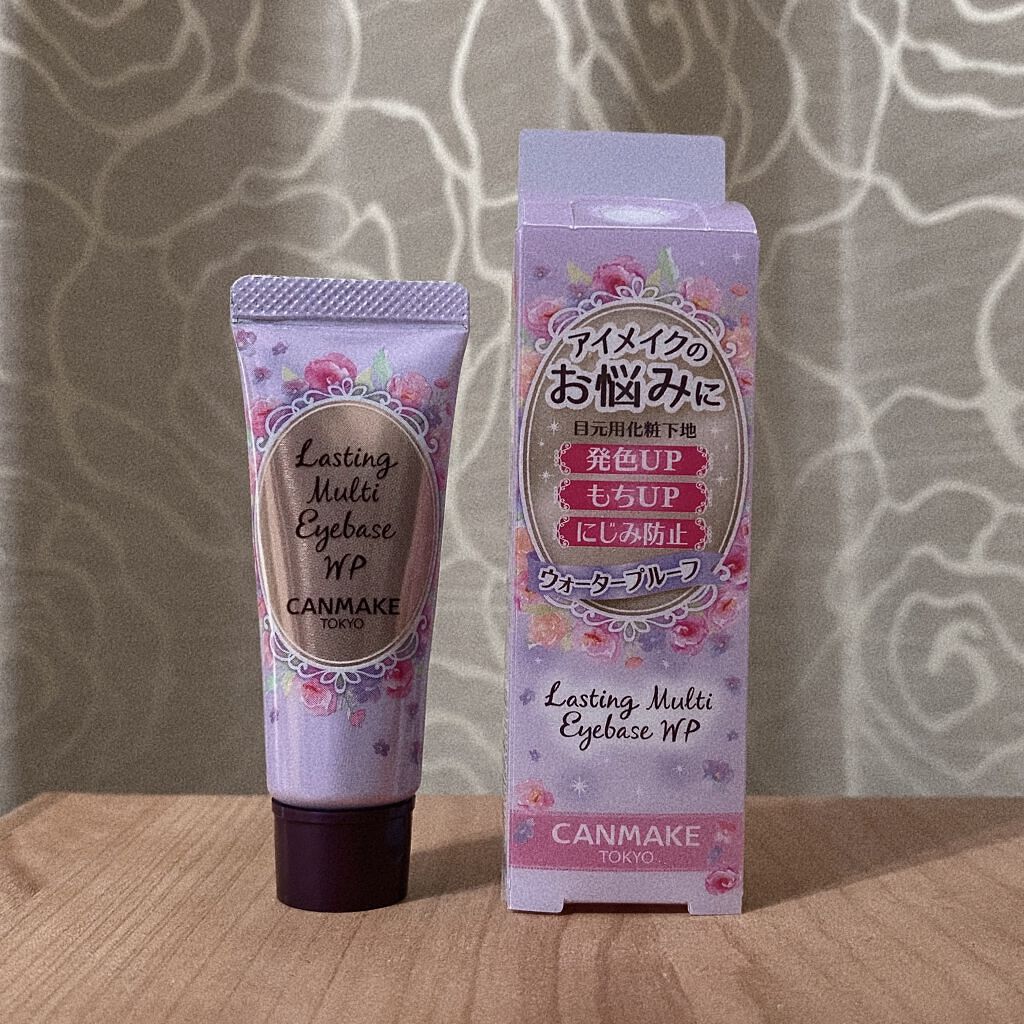 Lasting
Multi
Eyebase
WP
CANMAKE
TOKYO
アイメイクの
お悩みに
目元用化粧下地
発色UP
もちUP
にじみ防止
ウォータープルーフ
Lasting Multi
Eyebase WP
CANMAKE
TOKYO